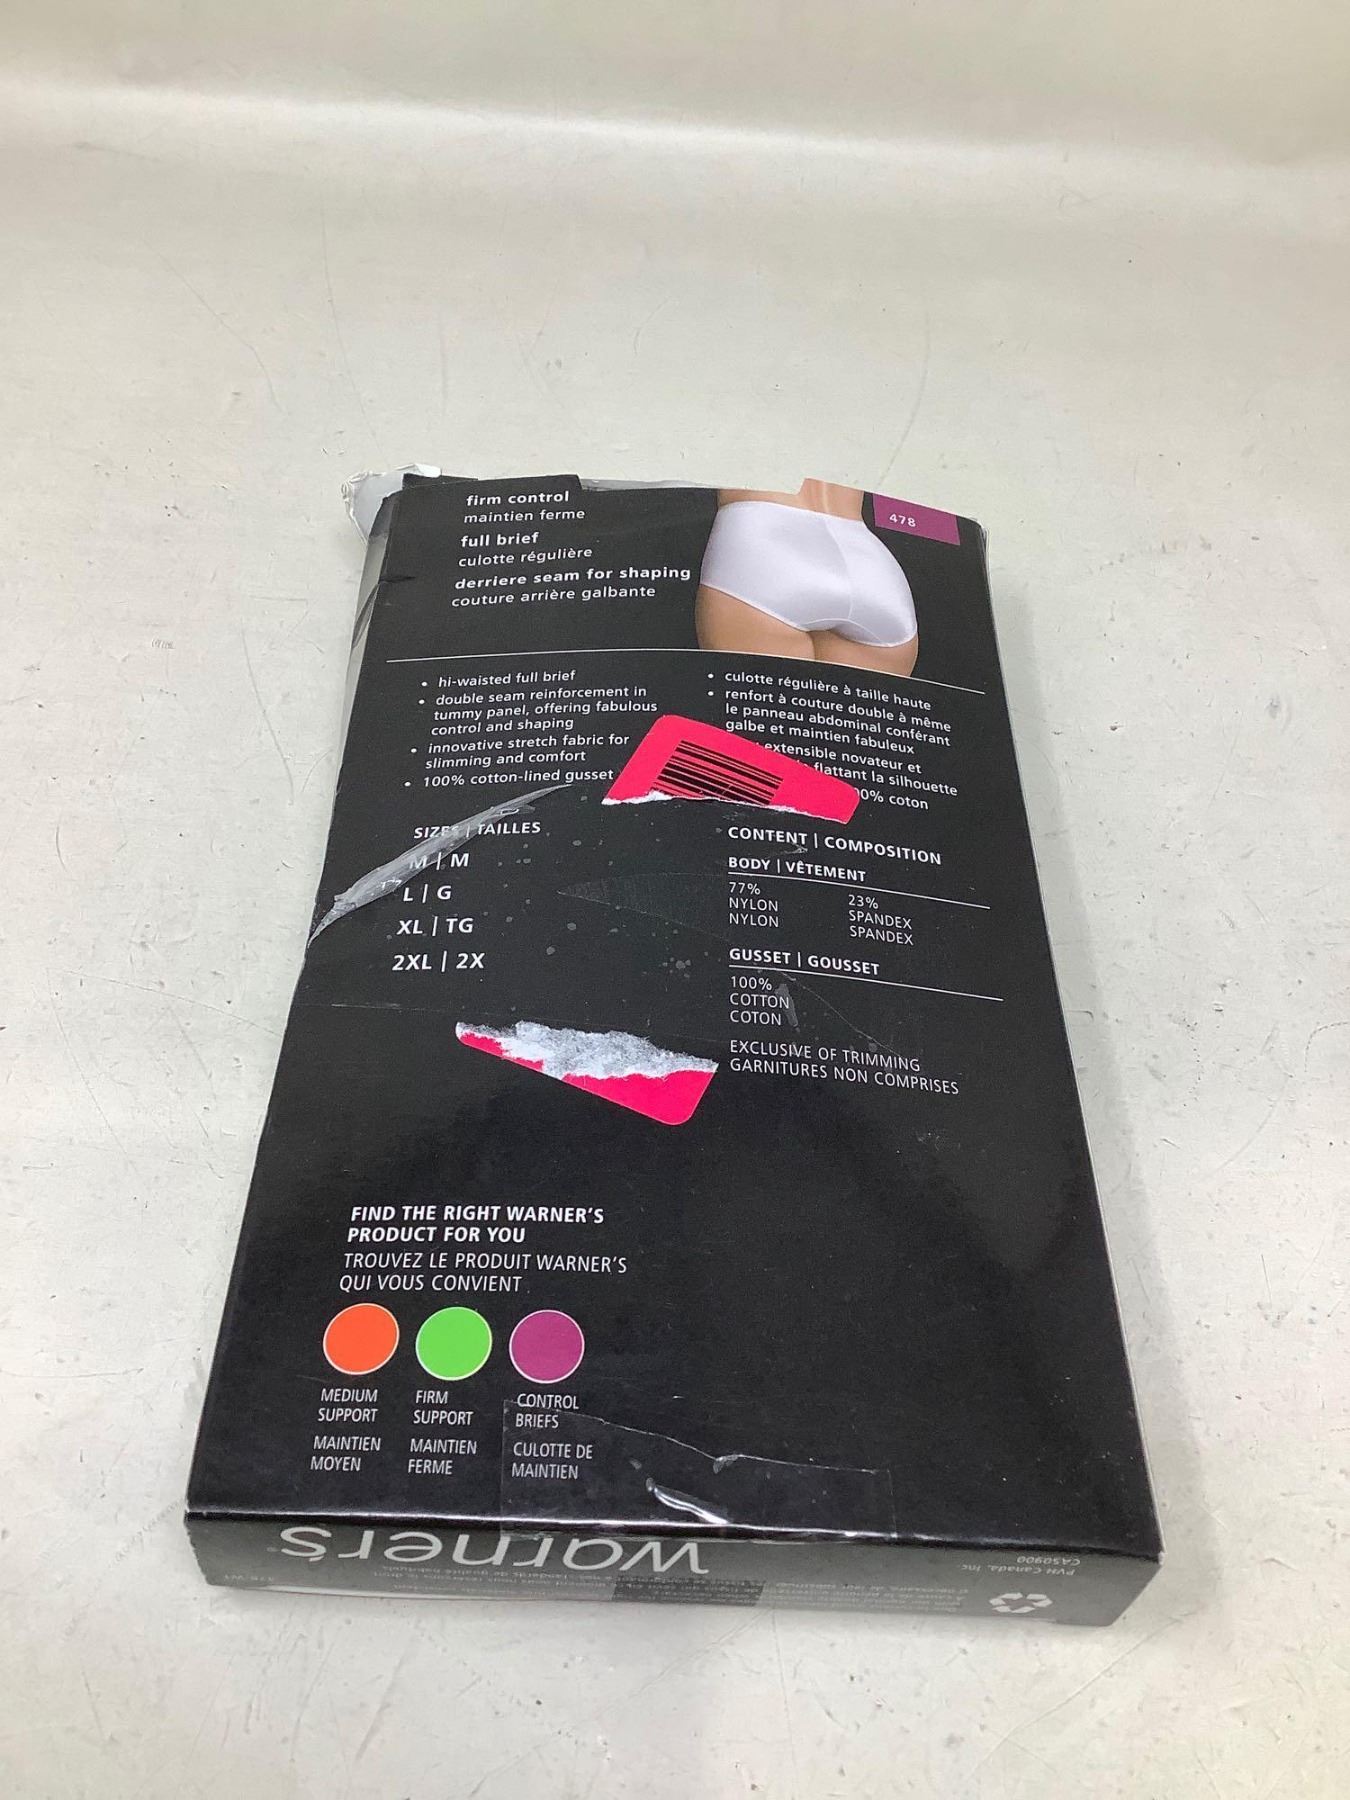 firm control
maintien ferme
full brief
culotte régulière
derriere seam for shaping
couture arrière galbante
478
• hi-waisted full brief
• double seam reinforcement in
tummy panel, offering fabulous
control and shaping
• innovative stretch fabric for
slimming and comfort
• 100% cotton-lined gusset
• culotte régulière à taille haute
• renfort à couture double à même
le panneau abdominal conférant
galbe et maintien fabuleux
extensible novateur et
flattant la silhouette
coton
SIZES | TAILLES
M | M
L | G
XL | TG
2XL | 2X
CONTENT | COMPOSITION
BODY | VÊTEMENT
77%
NYLON
NYLON
23%
SPANDEX
SPANDEX
GUSSET | GOUSSET
100%
COTTON
COTON
EXCLUSIVE OF TRIMMING
GARNITURES NON COMPRISES
FIND THE RIGHT WARNER'S
PRODUCT FOR YOU
TROUVEZ LE PRODUIT WARNER'S
QUI VOUS CONVIENT
MEDIUM
SUPPORT
MAINTIEN
MOYEN
FIRM
SUPPORT
MAINTIEN
FERME
CONTROL
BRIEFS
CULOTTE DE
MAINTIEN
warner's
PVH Canada, Inc.
CA50900